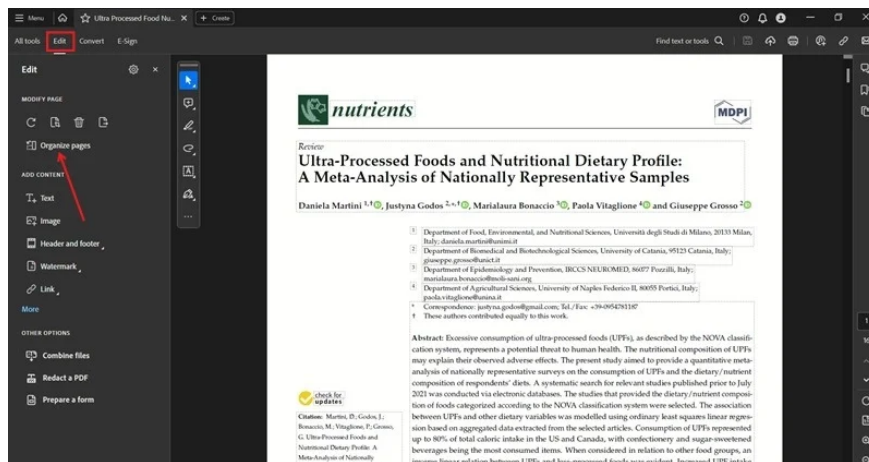 Menu
Ultra Processed Food Nu...
Create
All tools
Edit
Convert
E-Sign
Find text or tools
Edit
MODIFY PAGE
Organize pages
ADD CONTENT
Text
Image
Header and footer
Watermark
Link
More
OTHER OPTIONS
Combine files
Redact a PDF
Prepare a form
nutrients
MDPI
Review
Ultra-Processed Foods and Nutritional Dietary Profile:
A Meta-Analysis of Nationally Representative Samples
Daniela Martini 1,†, Justyna Godos 2,*,†, Marialaura Bonaccio 3, Paola Vitaglione 4 and Giuseppe Grosso 2
1 Department of Food, Environmental, and Nutritional Sciences, Università degli Studi di Milano, 20133 Milan,
Italy; daniela.martini@unimi.it
2 Department of Biomedical and Biotechnological Sciences, University of Catania, 95123 Catania, Italy;
giuseppe.grosso@unict.it
3 Department of Epidemiology and Prevention, IRCCS NEUROMED, 86077 Pozzilli, Italy;
marialaura.bonaccio@moli-sani.org
4 Department of Agricultural Sciences, University of Naples Federico II, 80055 Portici, Italy;
paola.vitaglione@unina.it
* Correspondence: justyna.godos@gmail.com; Tel./Fax: +39-0954781187
† These authors contributed equally to this work.
Abstract: Excessive consumption of ultra-processed foods (UPFs), as described by the NOVA classifi-
cation system, represents a potential threat to human health. The nutritional composition of UPFs
may explain their observed adverse effects. The present study aimed to provide a quantitative meta-
analysis of nationally representative surveys on the consumption of UPFs and the dietary/nutrient
composition of respondents' diets. A systematic search for relevant studies published prior to July
2021 was conducted via electronic databases. The studies that provided the dietary/nutrient composi-
tion of foods categorized according to the NOVA classification system were selected. The association
between UPFs and other dietary variables was modelled using ordinary least squares linear regres-
sion based on aggregated data extracted from the selected articles. Consumption of UPFs represented
up to 80% of total caloric intake in the US and Canada, with confectionery and sugar-sweetened
beverages being the most consumed items. When considered in relation to other food groups, an
inverse linear relation between UPFs and less-processed foods was evident. Increased UPF intake
check for
updates
Citation: Martini, D.; Godos, J.;
Bonaccio, M.; Vitaglione, P.; Grosso,
G. Ultra-Processed Foods and
Nutritional Dietary Profile: A
Meta-Analysis of Nationally
1